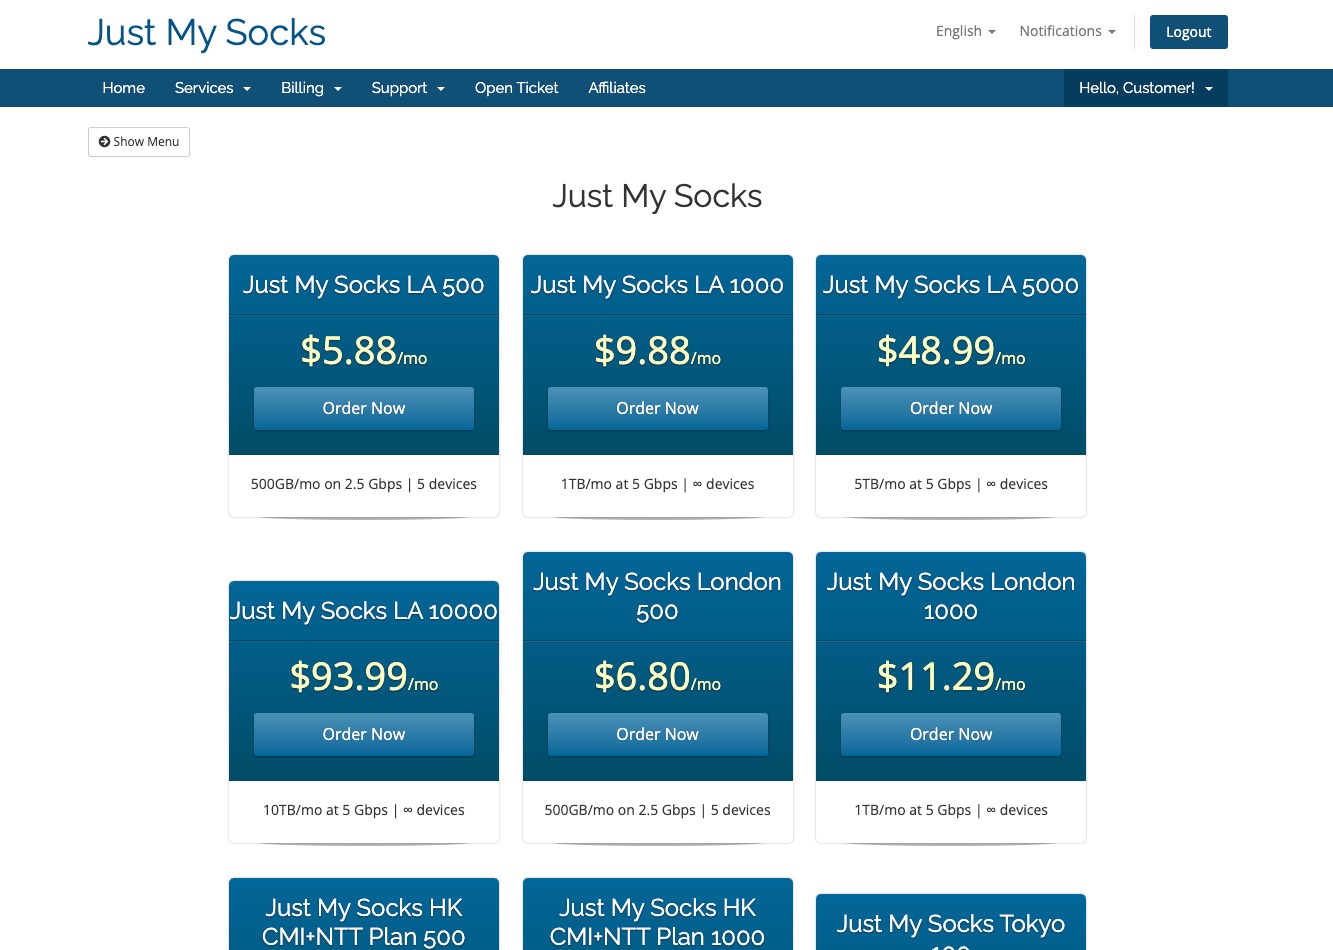 Just My Socks
English
Notifications
Logout
Home
Services
Billing
Support
Open Ticket
Affiliates
Hello, Customer!
Show Menu
Just My Socks
Just My Socks LA 500
$5.88/mo
Order Now
500GB/mo on 2.5 Gbps | 5 devices
Just My Socks LA 1000
$9.88/mo
Order Now
1TB/mo at 5 Gbps | ∞ devices
Just My Socks LA 5000
$48.99/mo
Order Now
5TB/mo at 5 Gbps | ∞ devices
Just My Socks LA 10000
$93.99/mo
Order Now
10TB/mo at 5 Gbps | ∞ devices
Just My Socks London
500
$6.80/mo
Order Now
500GB/mo on 2.5 Gbps | 5 devices
Just My Socks London
1000
$11.29/mo
Order Now
1TB/mo at 5 Gbps | ∞ devices
Just My Socks HK
CMI+NTT Plan 500
Just My Socks HK
CMI+NTT Plan 1000
Just My Socks Tokyo